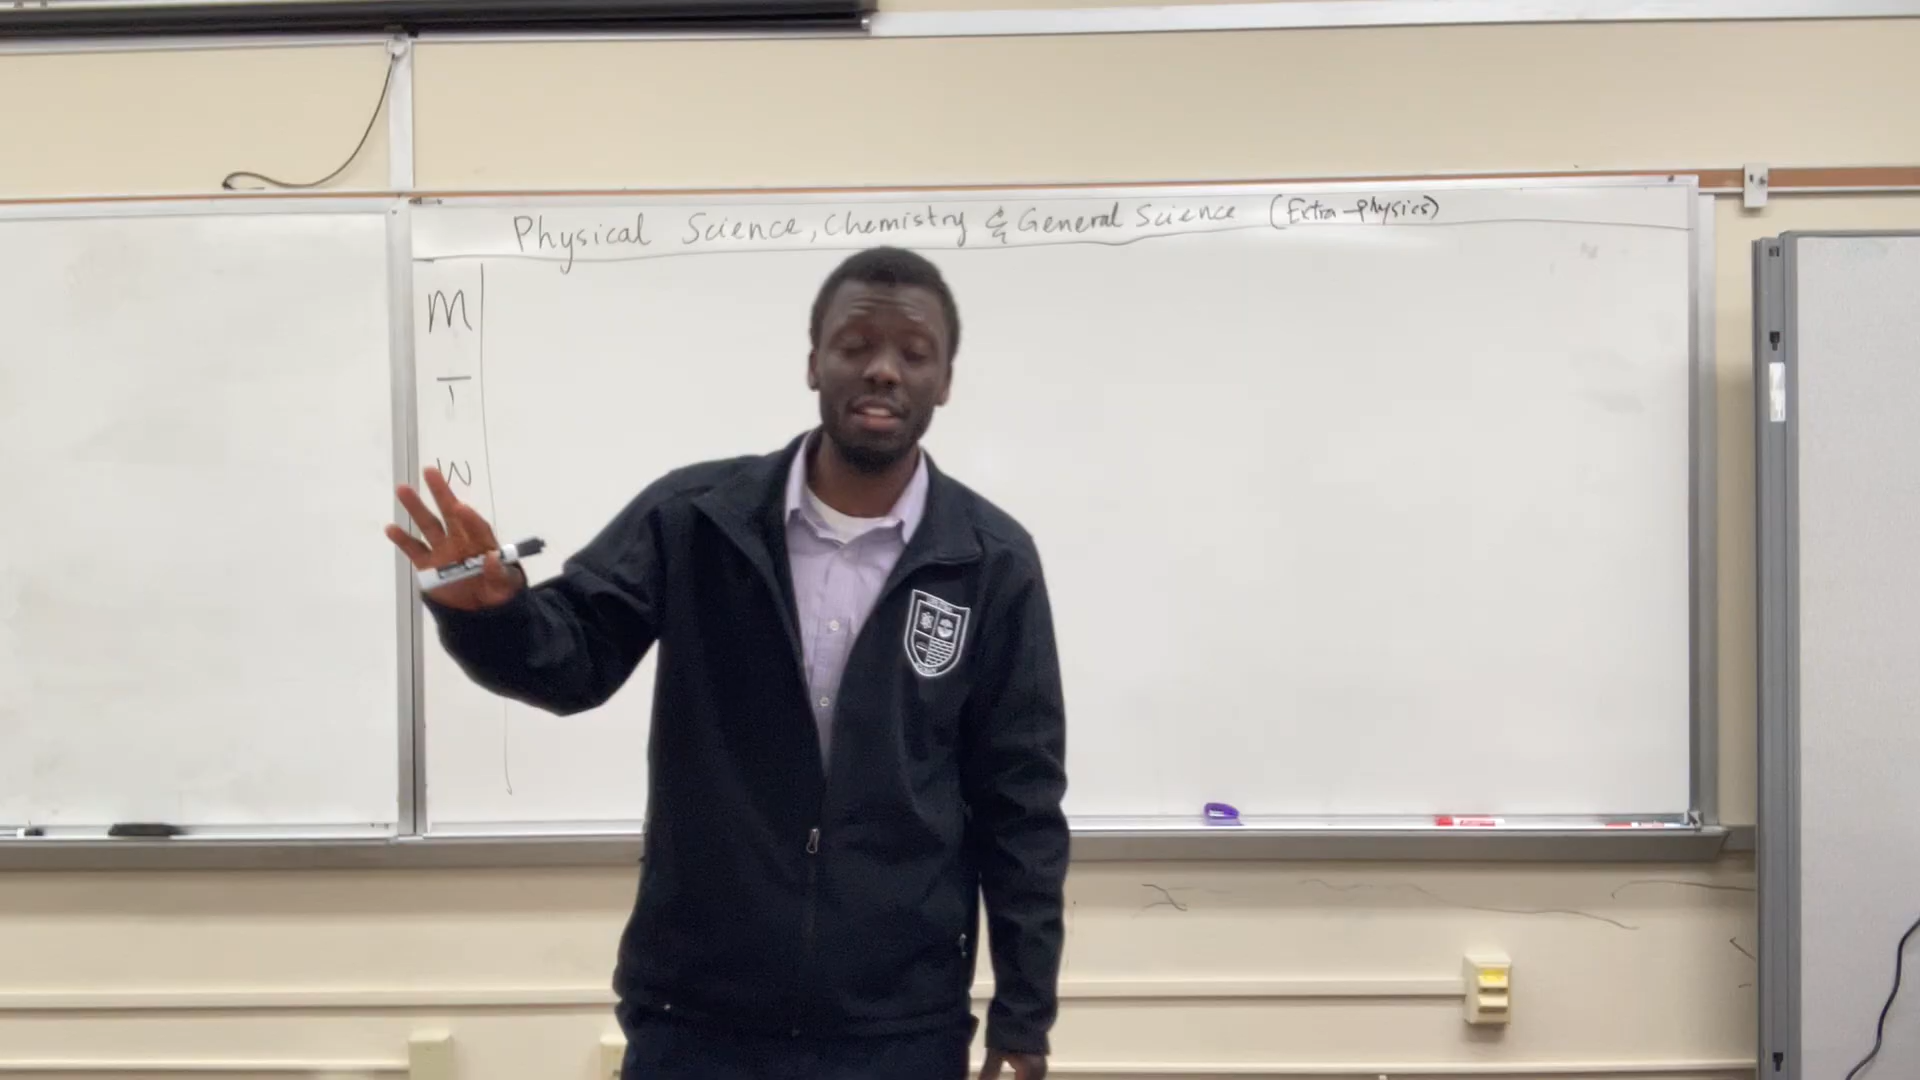 Physical Science, Chemistry & General Science (Extra-physics)
M
T
W